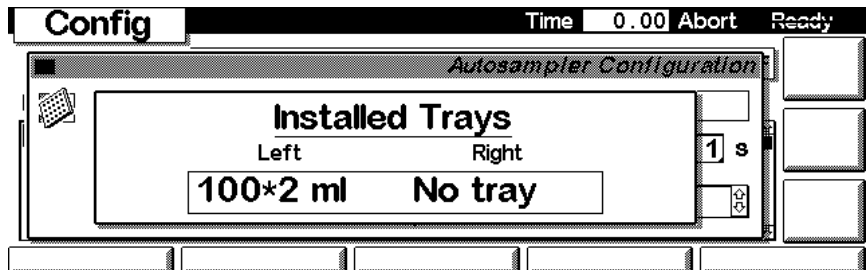 Config Time 0.00 Abort Ready
Autosampler Configuration
Installed Trays
Left Right
1 s
100*2 ml No tray